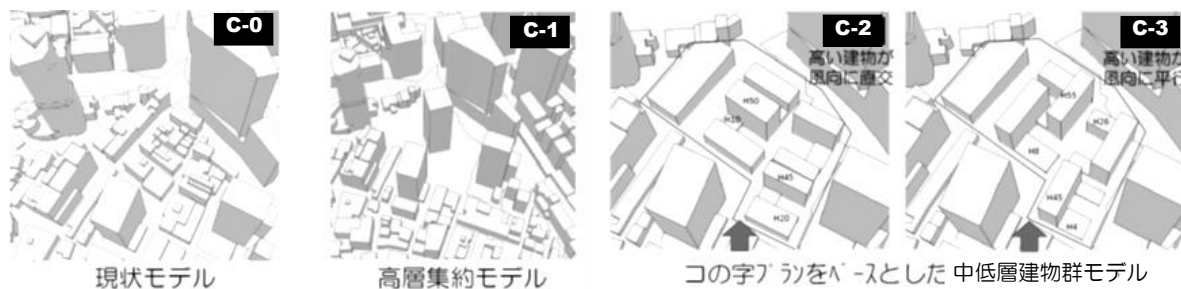 C-0
C-1
C-2
C-3
高い建物が
風向に直交
高い建物が
風向に平行
H50
H10
H45
H20
H55
H26
H8
H45
H4
現状モデル
高層集約モデル
コの字プランをベースとした 中低層建物群モデル